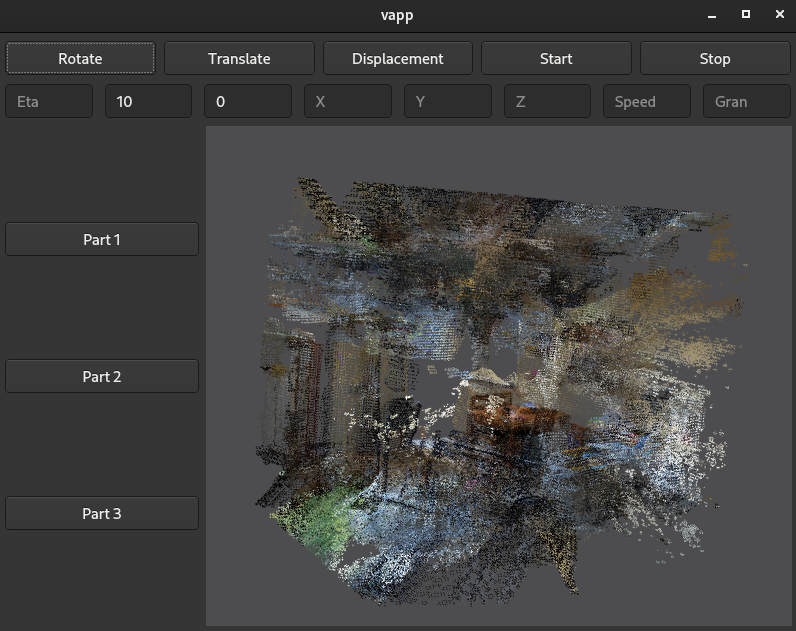 vapp
Rotate Translate Displacement Start Stop
Eta 10 0 X Y Z Speed Gran
Part 1
Part 2
Part 3